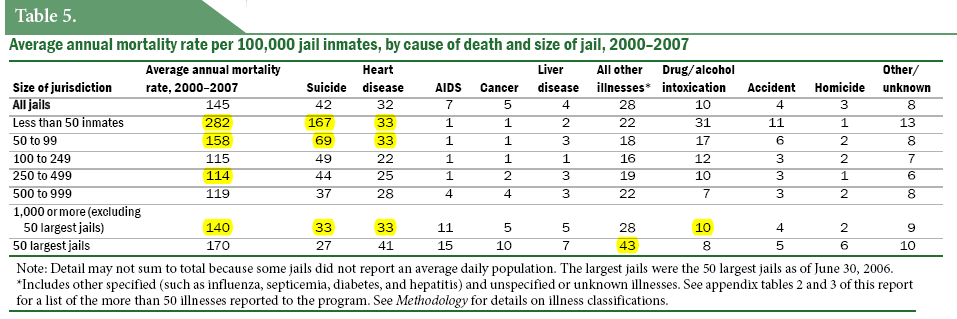 Table 5.
Average annual mortality rate per 100,000 jail inmates, by cause of death and size of jail, 2000–2007
Size of jurisdiction Average annual mortality rate, 2000–2007 Suicide Heart disease AIDS Cancer Liver disease All other illnesses* Drug/alcohol intoxication Accident Homicide Other/unknown
All jails 145 42 32 7 5 4 28 10 4 3 8
Less than 50 inmates 282 167 33 1 1 2 22 31 11 1 13
50 to 99 158 69 33 1 1 3 18 17 6 2 8
100 to 249 115 49 22 1 1 1 16 12 3 2 7
250 to 499 114 44 25 1 2 3 19 10 3 1 6
500 to 999 119 37 28 4 4 3 22 7 3 2 8
1,000 or more (excluding
50 largest jails) 140 33 33 11 5 5 28 10 4 2 9
50 largest jails 170 27 41 15 10 7 43 8 5 6 10
Note: Detail may not sum to total because some jails did not report an average daily population. The largest jails were the 50 largest jails as of June 30, 2006.
*Includes other specified (such as influenza, septicemia, diabetes, and hepatitis) and unspecified or unknown illnesses. See appendix tables 2 and 3 of this report
for a list of the more than 50 illnesses reported to the program. See Methodology for details on illness classifications.